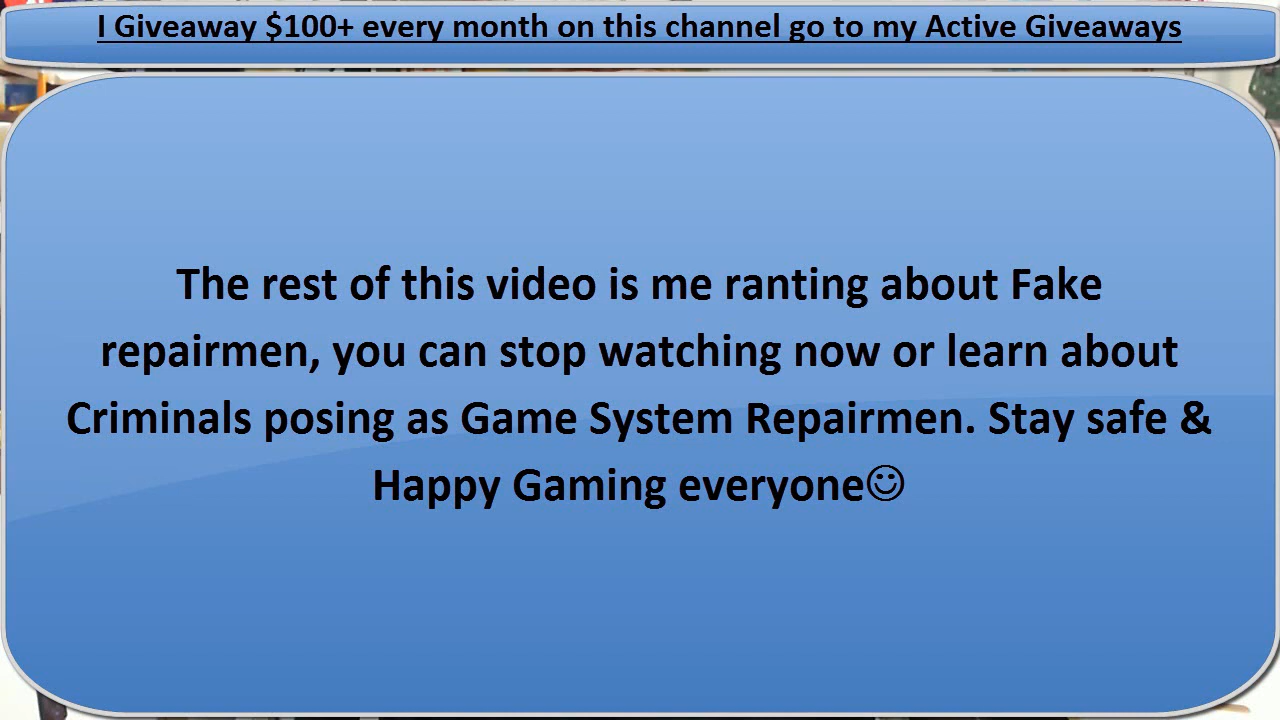 I Giveaway $100+ every month on this channel go to my Active Giveaways
The rest of this video is me ranting about Fake
repairmen, you can stop watching now or learn about
Criminals posing as Game System Repairmen. Stay safe &
Happy Gaming everyone☺